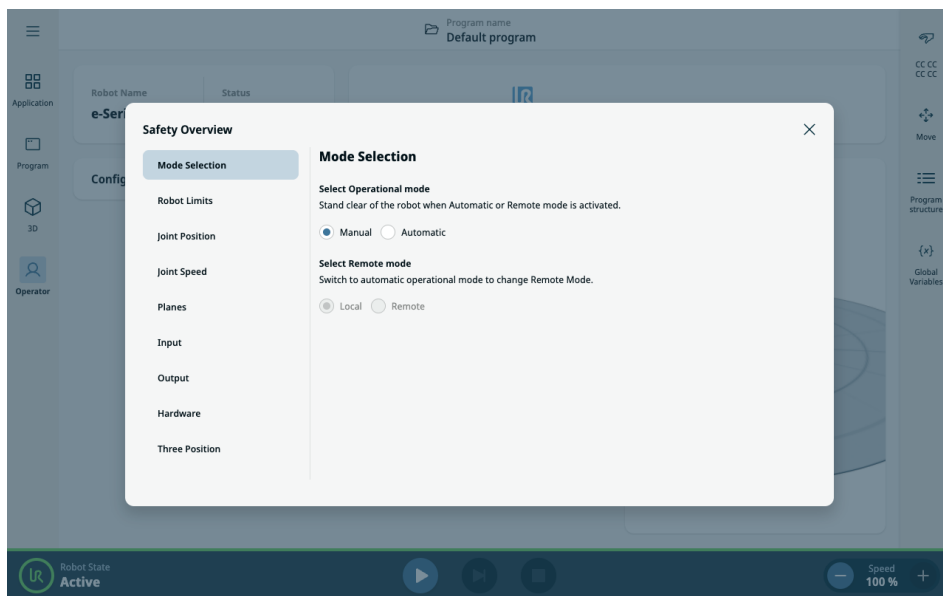 Program name
Default program
Application
Program
3D
Operator
Robot Name
Status
e-Seri
Config
Safety Overview
Mode Selection
Robot Limits
Joint Position
Joint Speed
Planes
Input
Output
Hardware
Three Position
Mode Selection
Select Operational mode
Stand clear of the robot when Automatic or Remote mode is activated.
Manual Automatic
Select Remote mode
Switch to automatic operational mode to change Remote Mode.
Local Remote
CC CC
CC CC
Move
Program
structure
{x}
Global
Variables
Robot State
Active
Speed
100 %